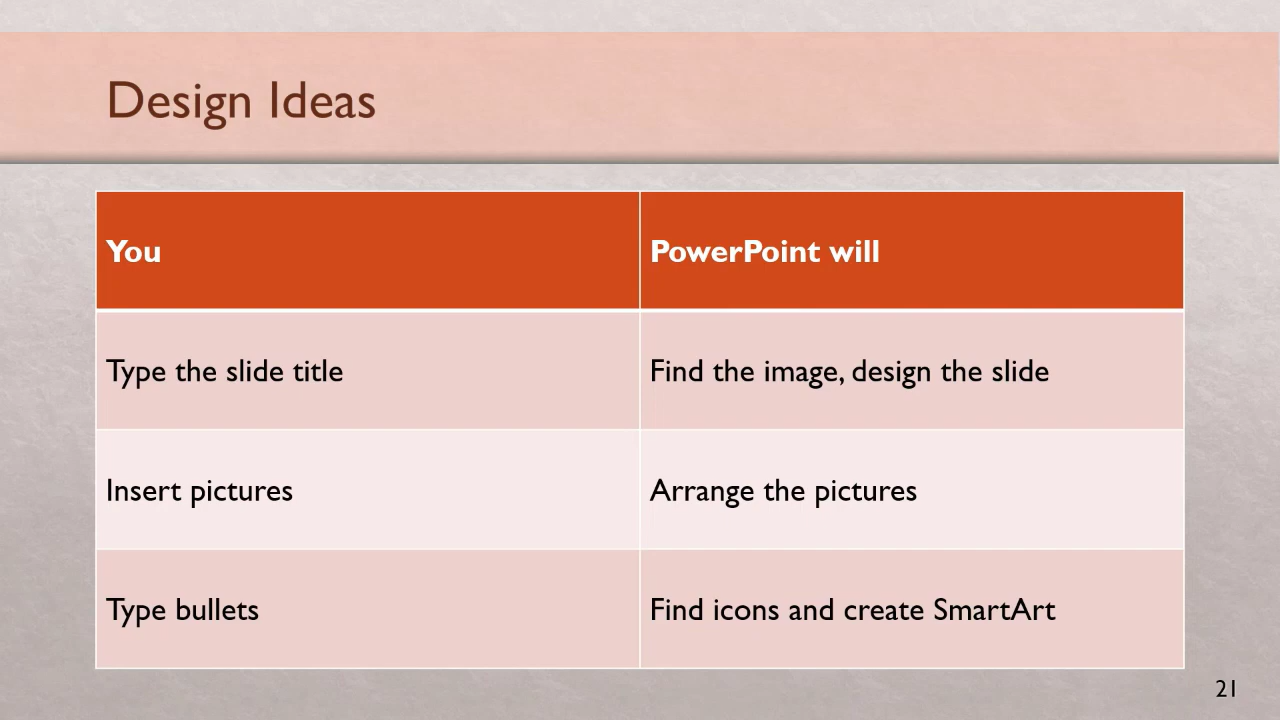 Design Ideas
You
PowerPoint will
Type the slide title
Find the image, design the slide
Insert pictures
Arrange the pictures
Type bullets
Find icons and create SmartArt
21